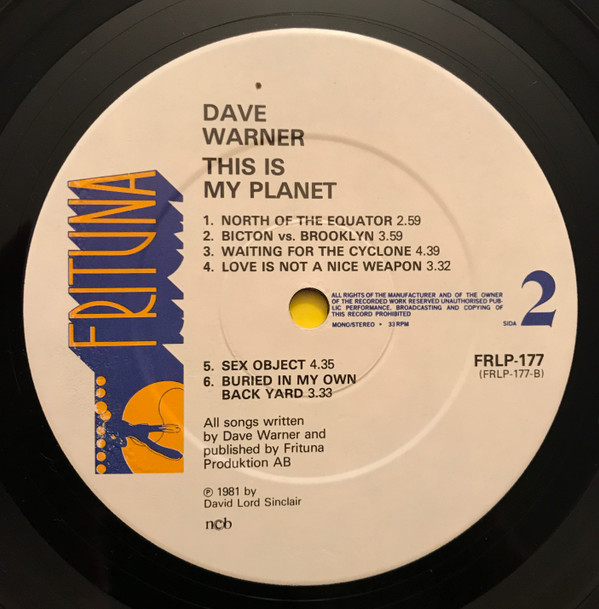 DAVE
WARNER
THIS IS
MY PLANET
1. NORTH OF THE EQUATOR 2.59
2. BICTON vs. BROOKLYN 3.59
3. WAITING FOR THE CYCLONE 4.39
4. LOVE IS NOT A NICE WEAPON 3.32
FRITUNA
ALL RIGHTS OF THE MANUFACTURER AND OF THE OWNER
OF THE RECORDED WORK RESERVED UNAUTHORISED PUB-
LIC PERFORMANCE. BROADCASTING AND COPYING OF
THIS RECORD PROHIBITED
MONO/STEREO • 33 RPM
SIDA 2
5. SEX OBJECT 4.35
6. BURIED IN MY OWN
BACK YARD 3.33
FRLP-177
(FRLP-177-B)
All songs written
by Dave Warner and
published by Frituna
Produktion AB
℗ 1981 by
David Lord Sinclair
ncb